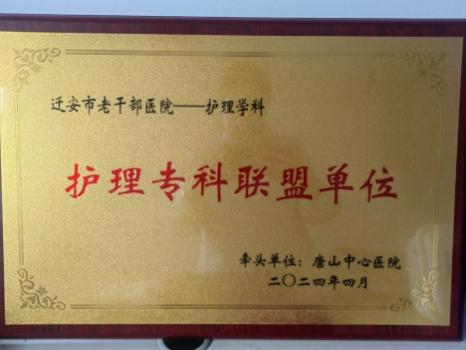 迁安市老干部医院——护理学科
护理专科联盟单位
牵头单位：唐山中心医院
二〇二四年四月